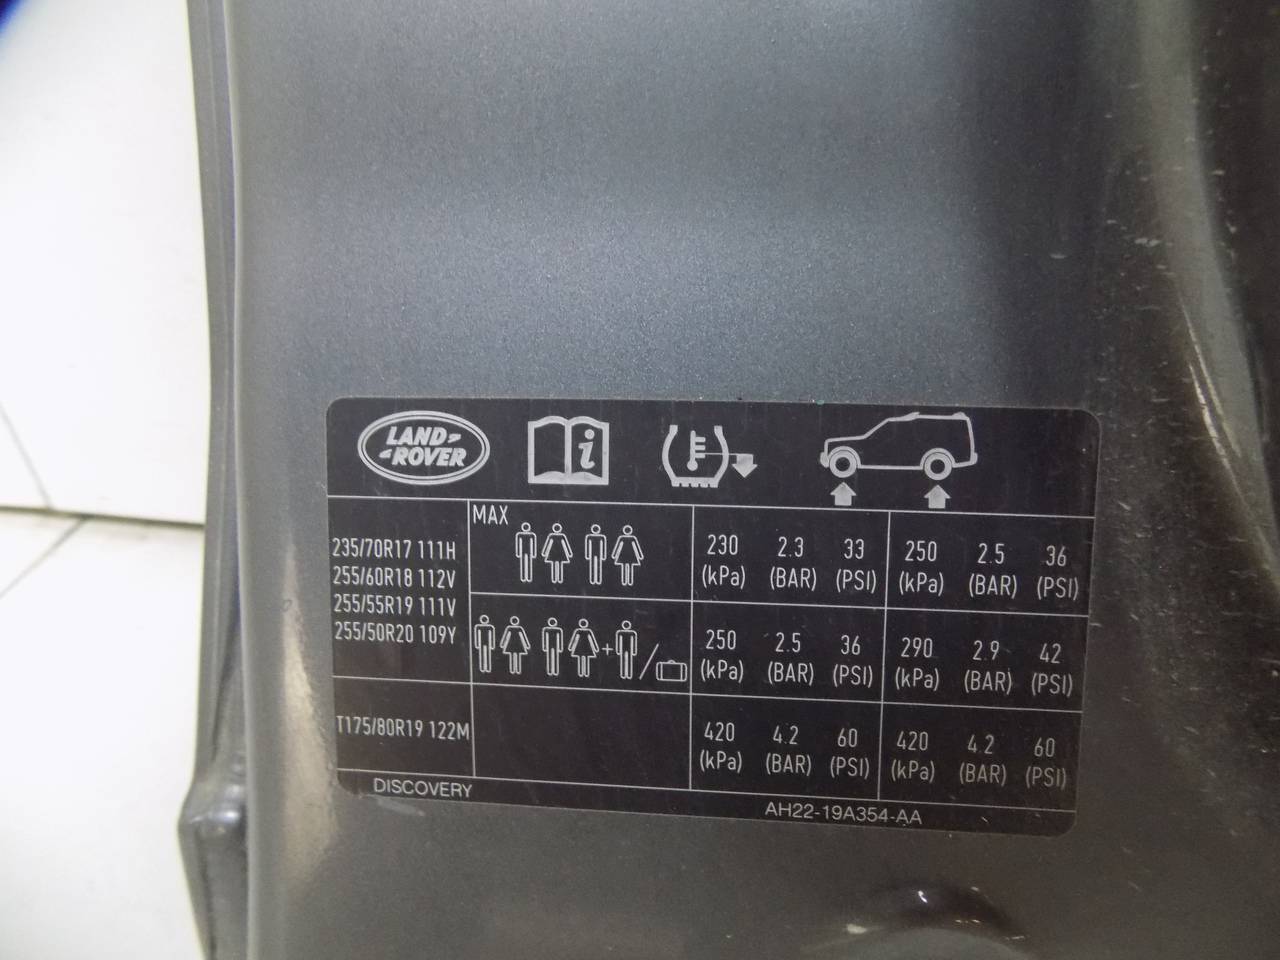 LAND-
-ROVER
MAX
235/70R17 111H
255/60R18 112V
255/55R19 111V
255/50R20 109Y
230 2.3 33 250 2.5 36
(kPa) (BAR) (PSI) (kPa) (BAR) (PSI)
250 2.5 36 290 2.9 42
(kPa) (BAR) (PSI) (kPa) (BAR) (PSI)
T175/80R19 122M
420 4.2 60 420 4.2 60
(kPa) (BAR) (PSI) (kPa) (BAR) (PSI)
DISCOVERY
AH22-19A354-AA